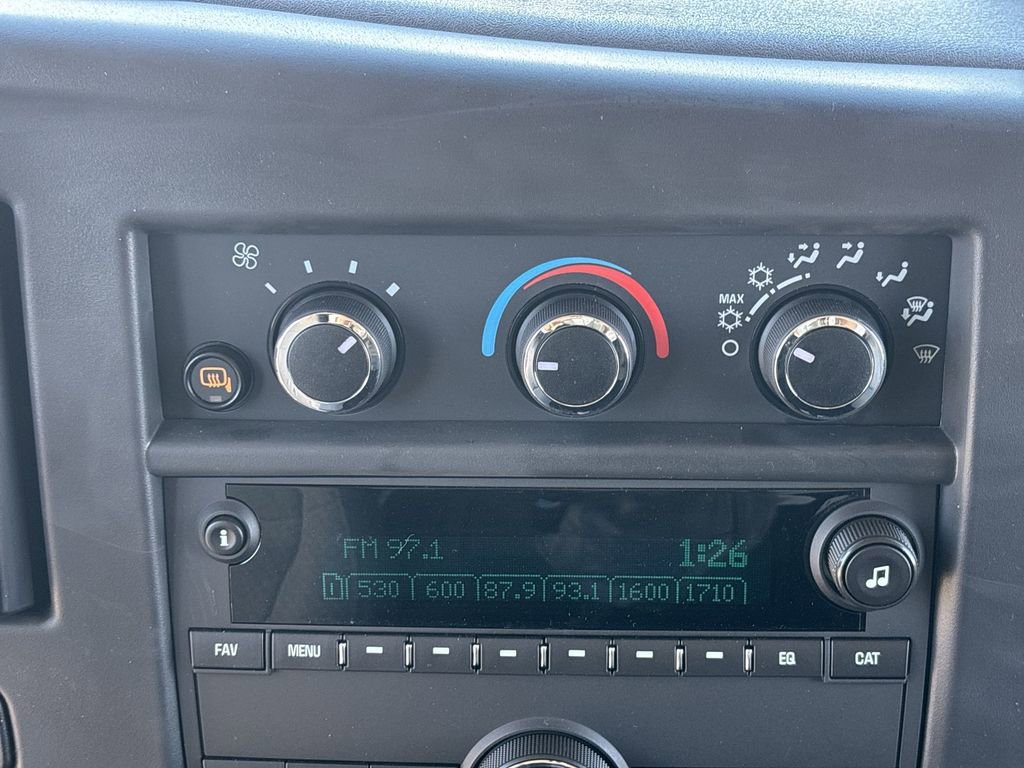 MAX
i
FM 97.1 1:26
530 600 87.9 93.1 1600 1710
FAV MENU EQ CAT